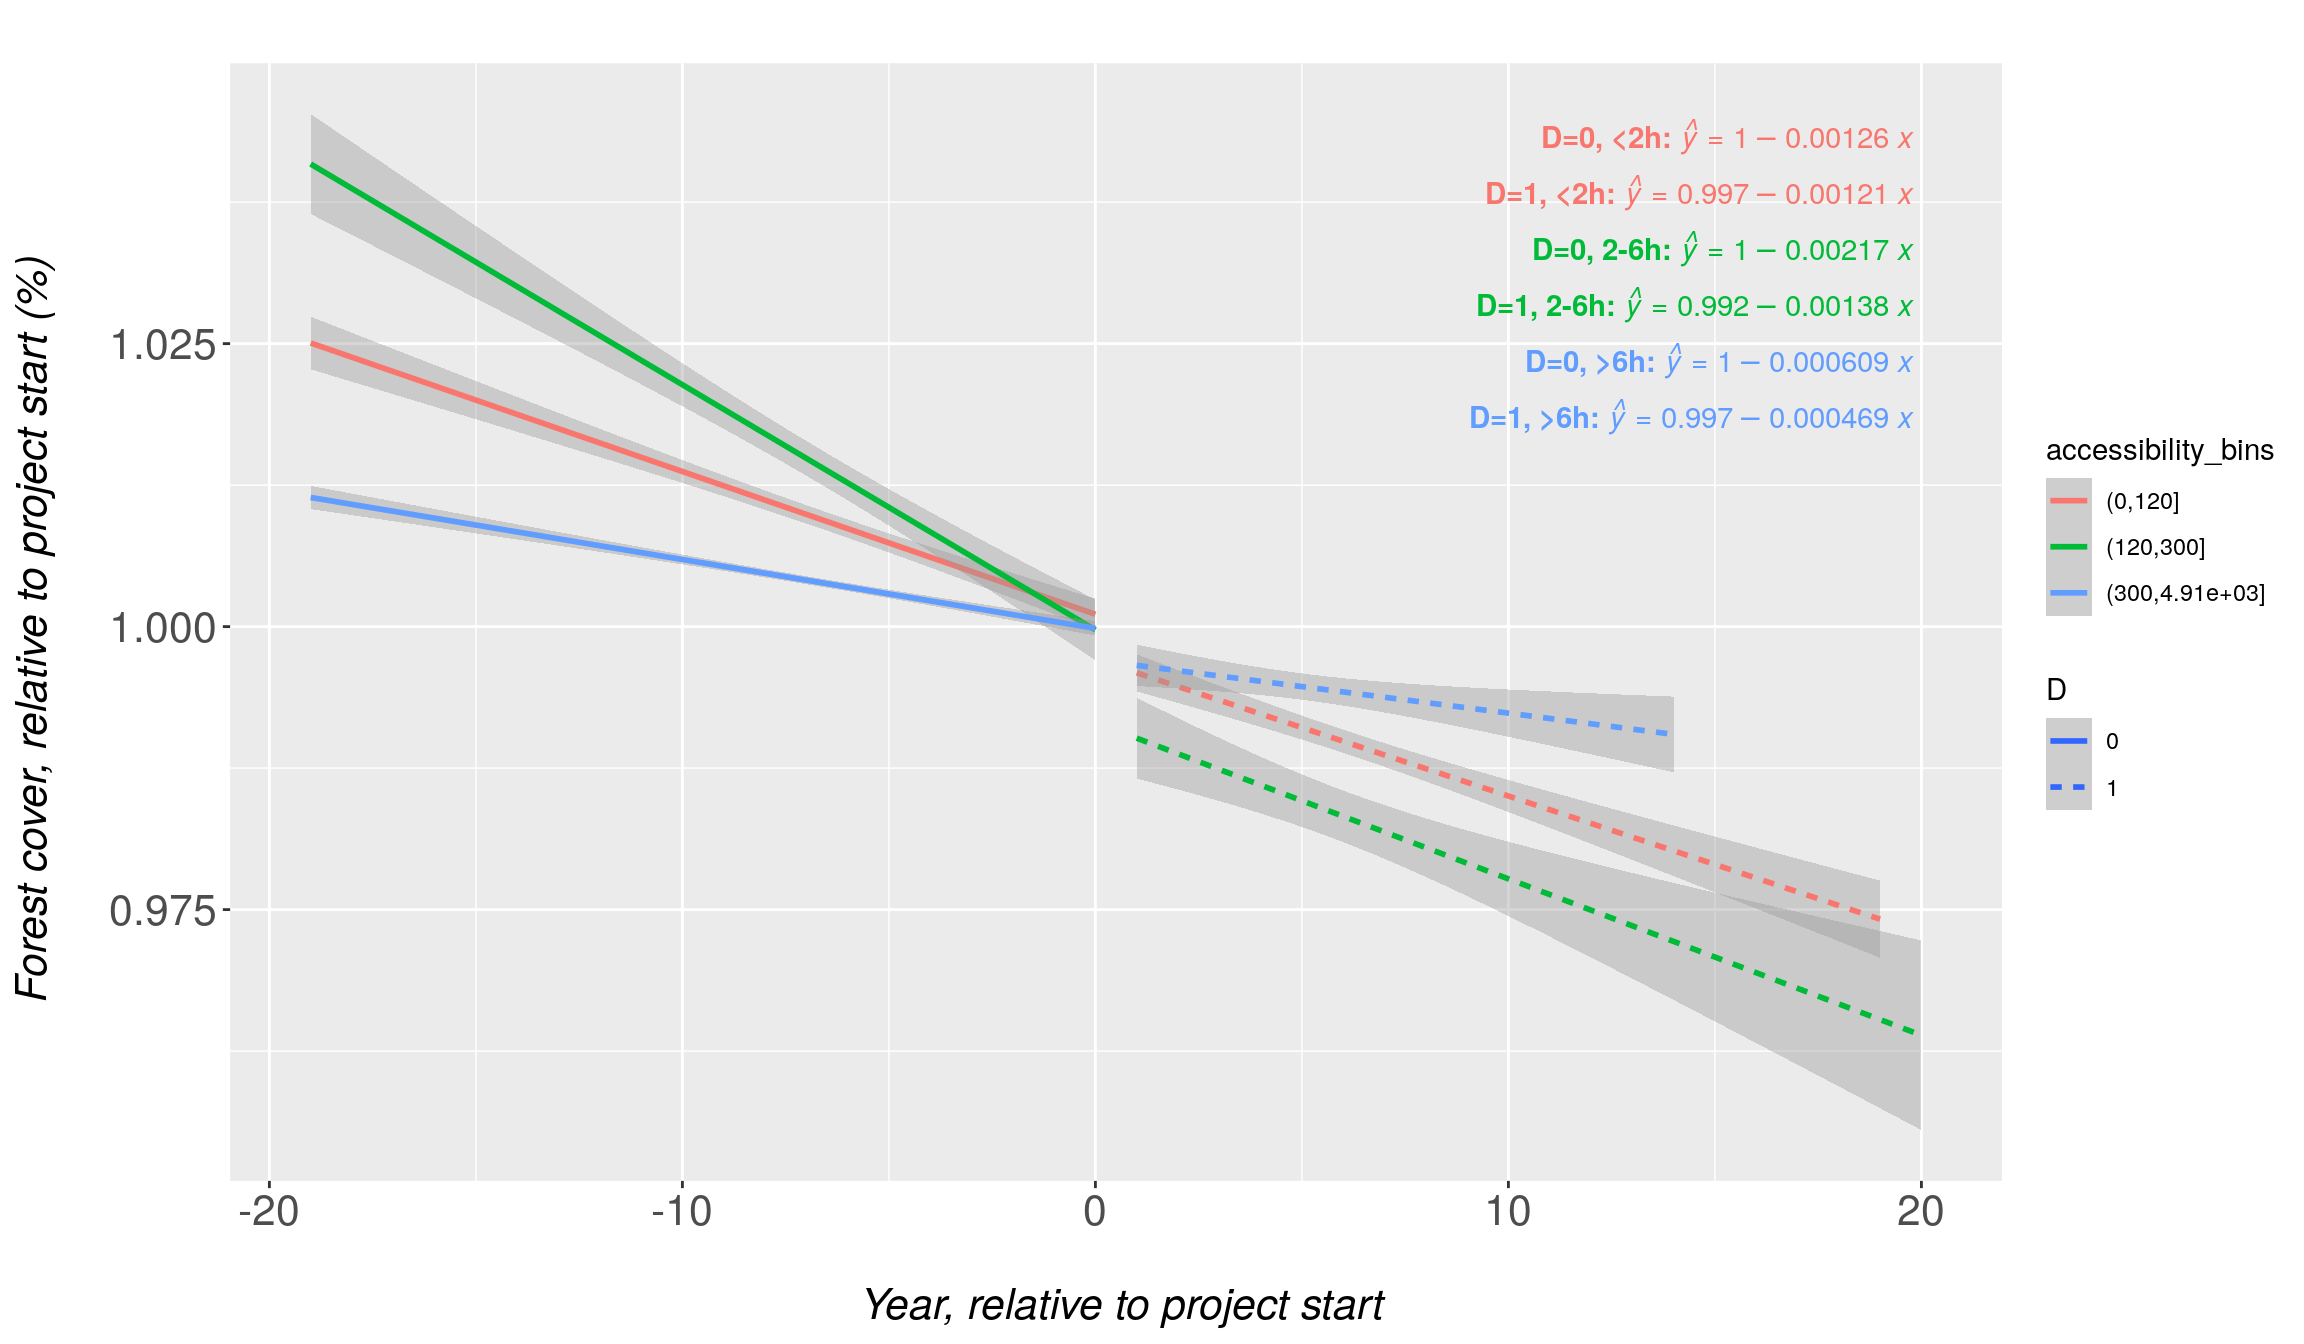 D=0, <2h: ŷ = 1 − 0.00126 x
D=1, <2h: ŷ = 0.997 − 0.00121 x
D=0, 2-6h: ŷ = 1 − 0.00217 x
D=1, 2-6h: ŷ = 0.992 − 0.00138 x
D=0, >6h: ŷ = 1 − 0.000609 x
D=1, >6h: ŷ = 0.997 − 0.000469 x
Forest cover, relative to project start (%)
1.025
1.000
0.975
-20
-10
0
10
20
Year, relative to project start
accessibility_bins
(0,120]
(120,300]
(300,4.91e+03]
D
0
1